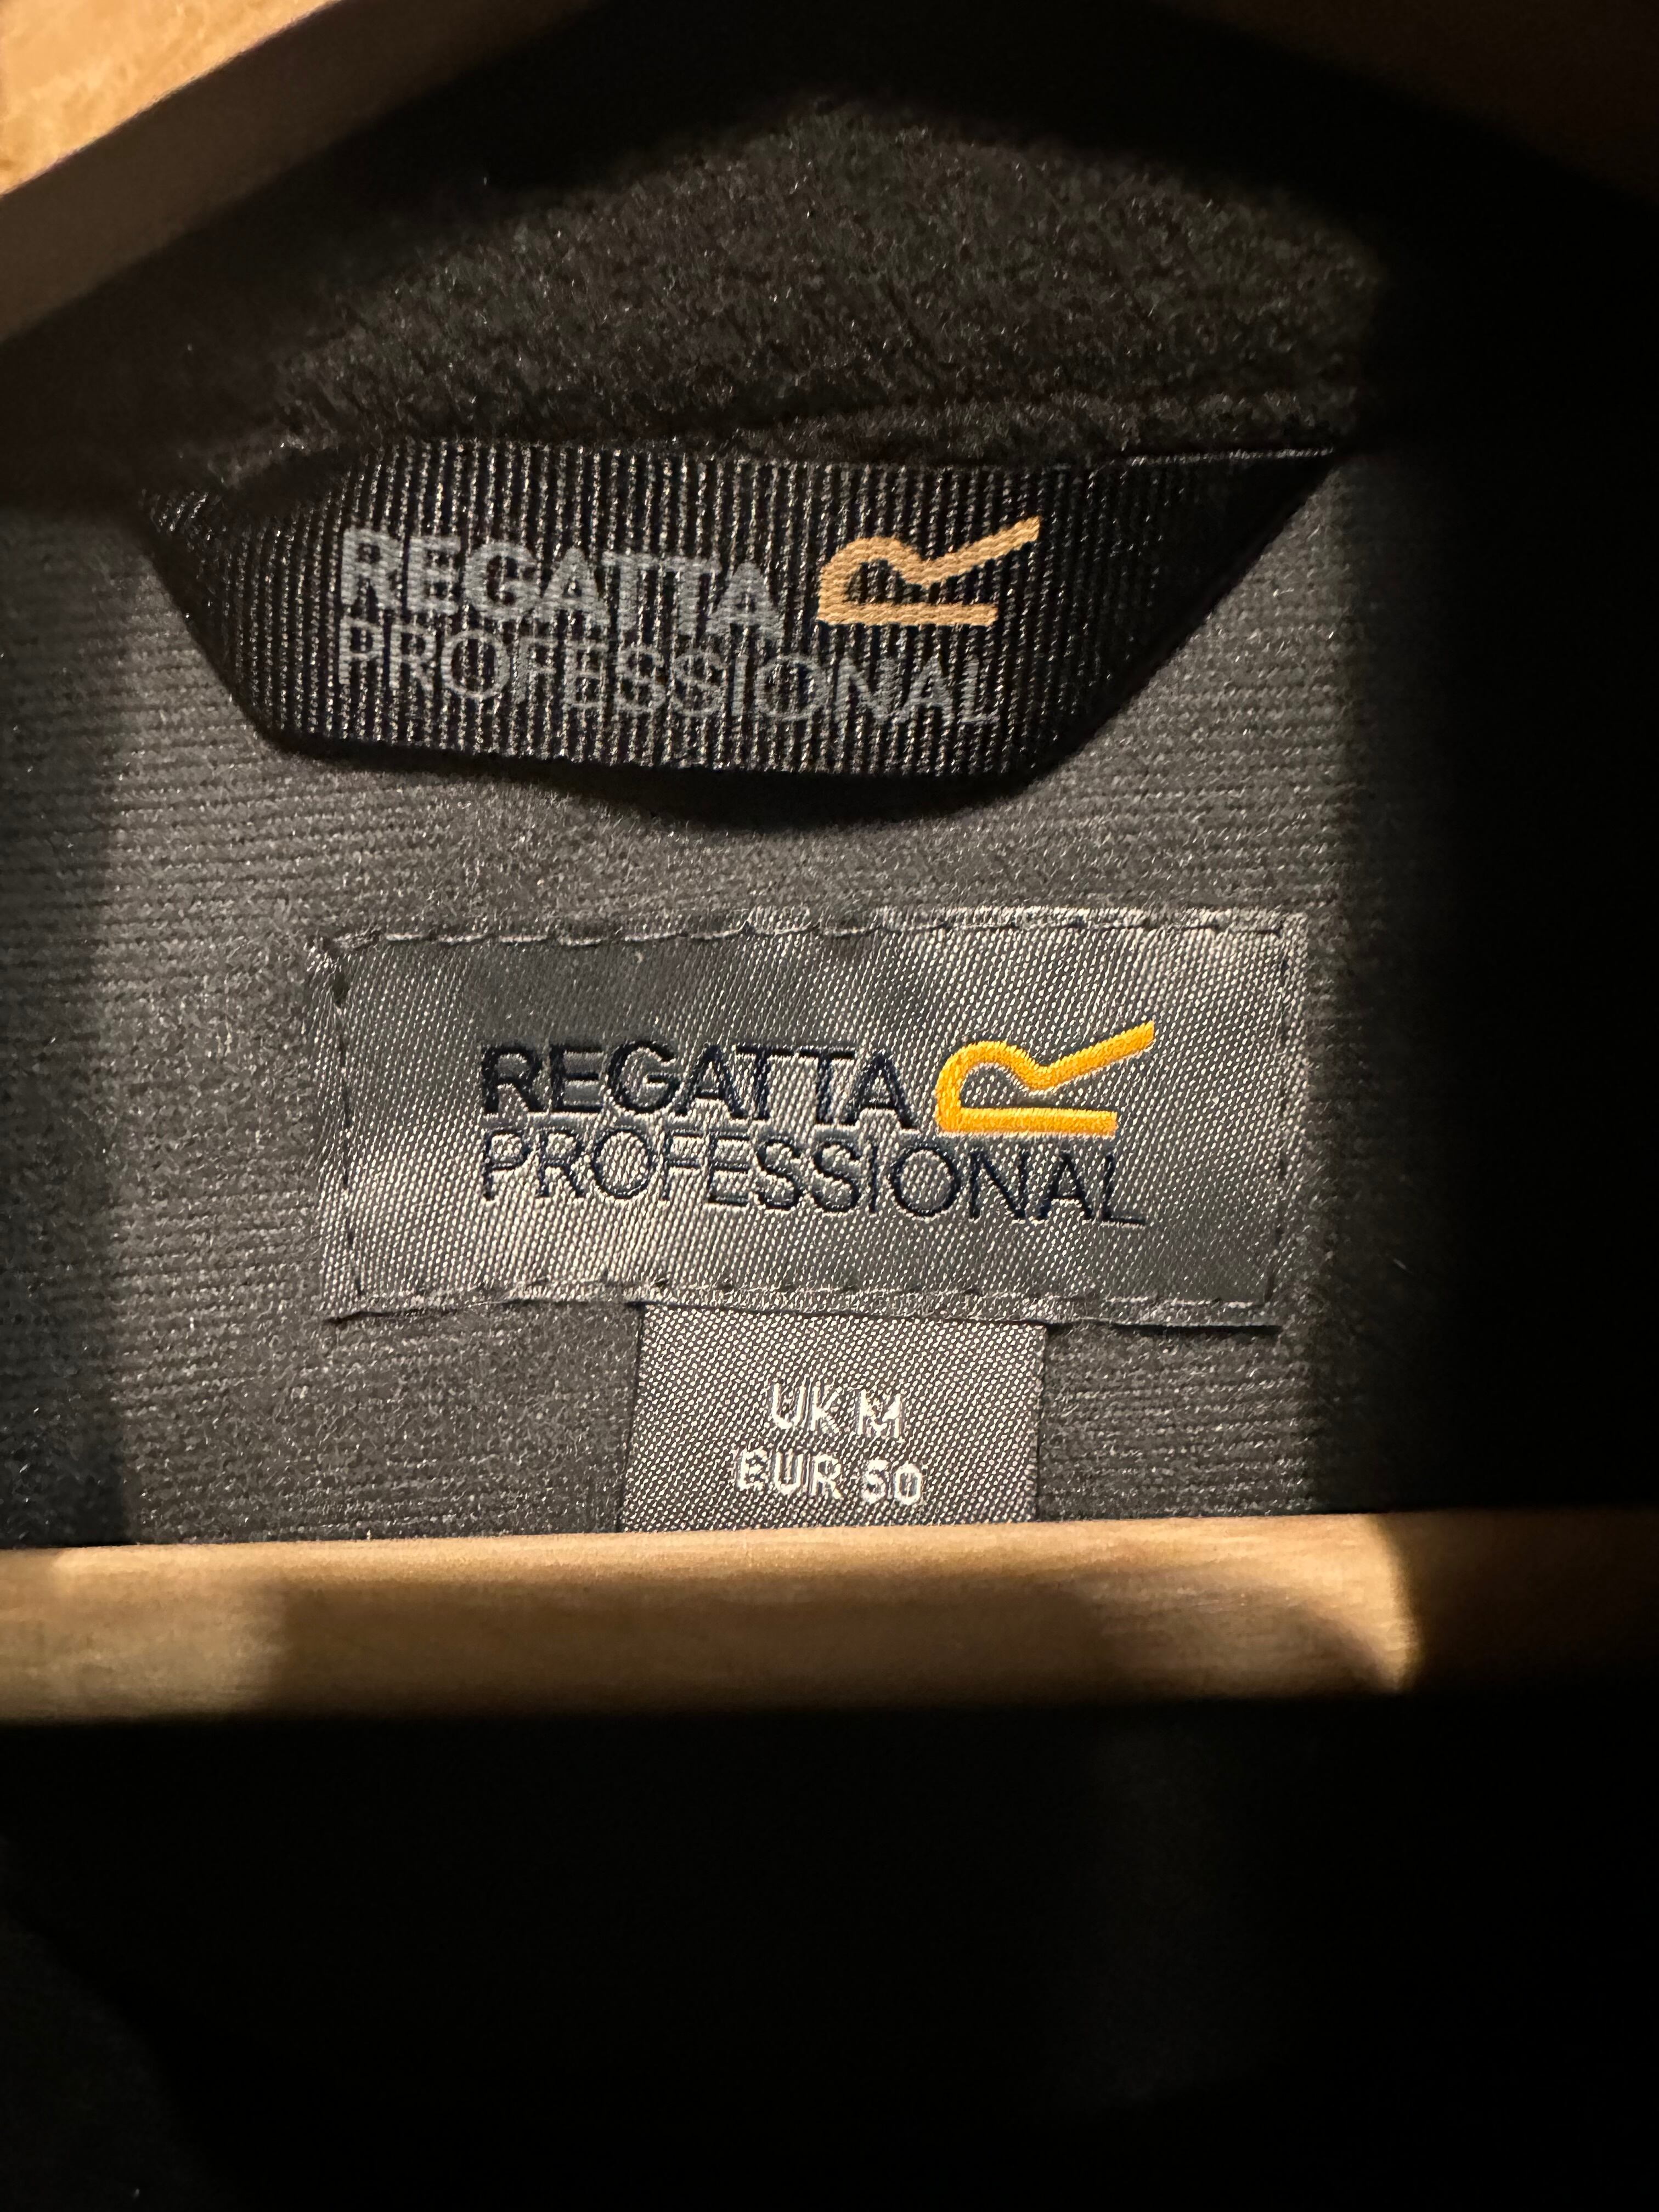 REGATTA
PROFESSIONAL
REGATTA
PROFESSIONAL
UK M
EUR 50